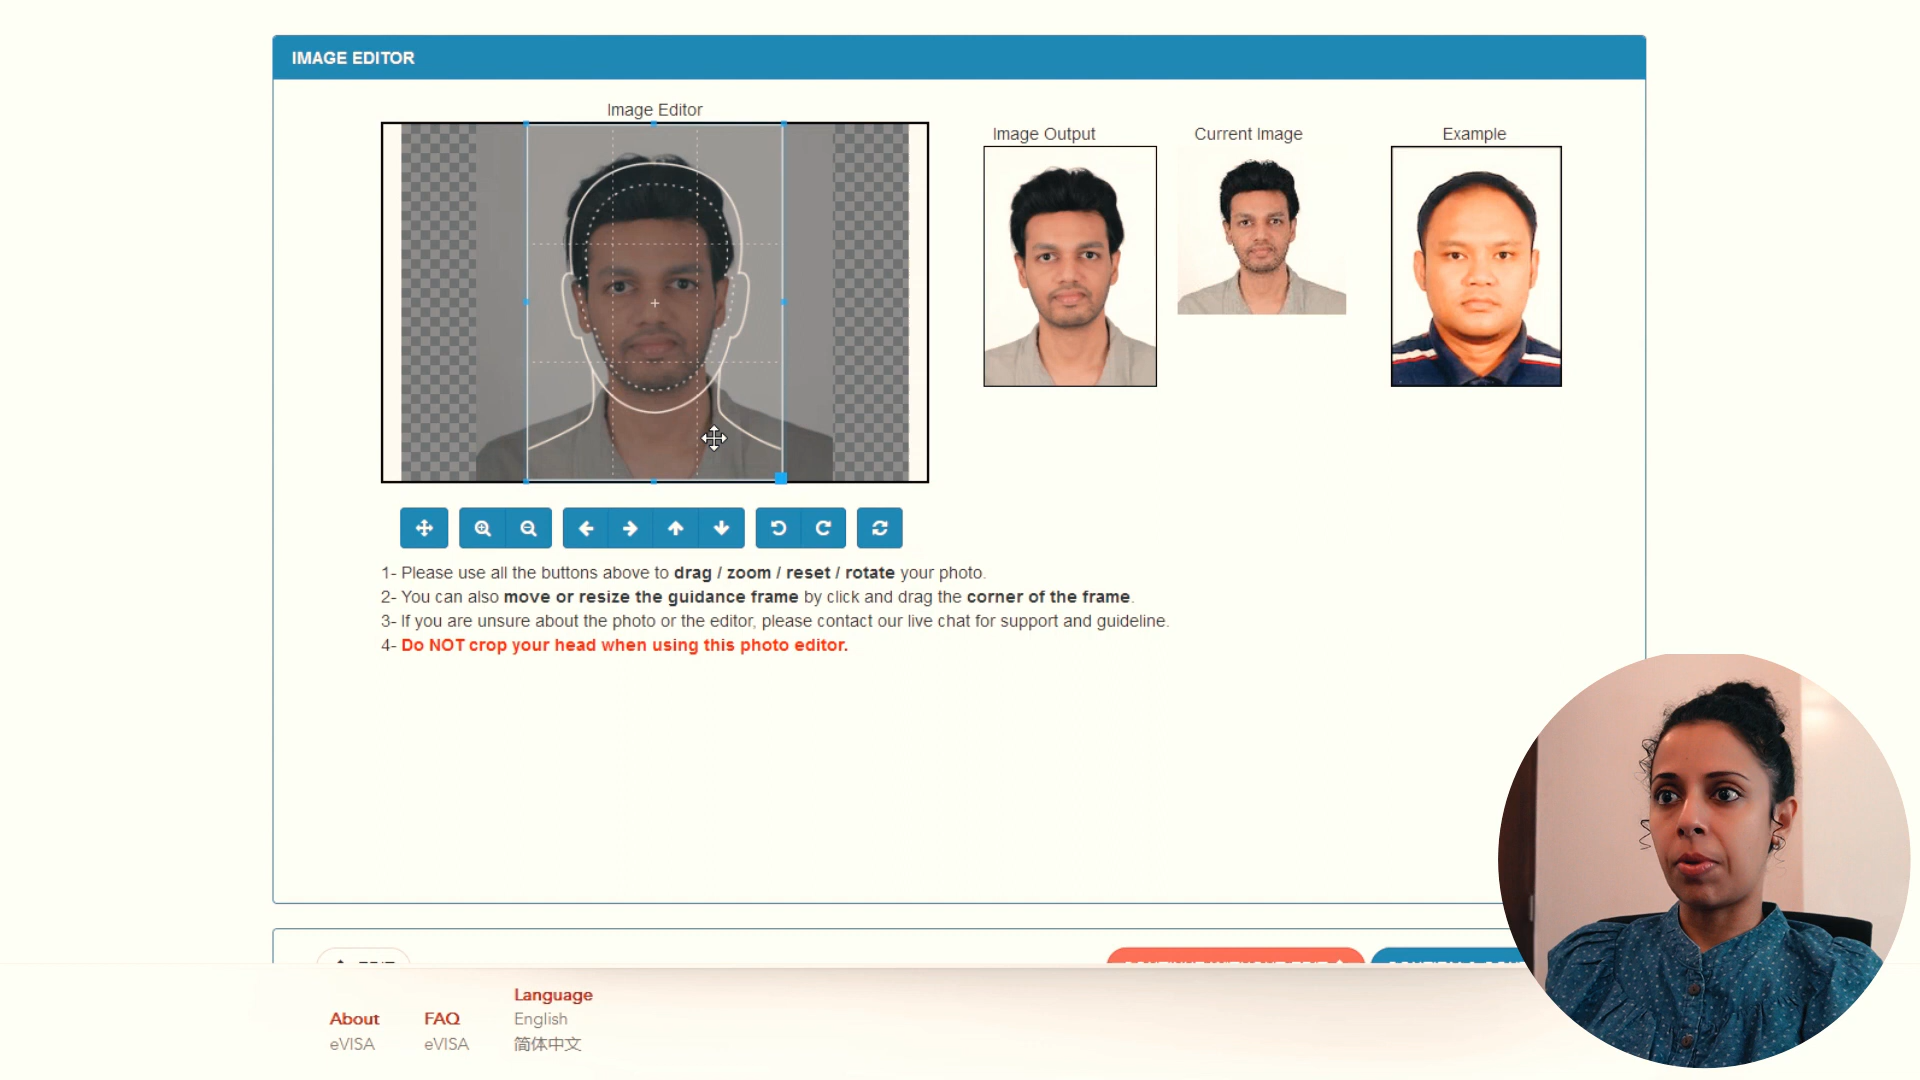 IMAGE EDITOR
Image Editor
Image Output
Current Image
Example
1- Please use all the buttons above to drag / zoom / reset / rotate your photo.
2- You can also move or resize the guidance frame by click and drag the corner of the frame.
3- If you are unsure about the photo or the editor, please contact our live chat for support and guideline.
4- Do NOT crop your head when using this photo editor.
Language
About
FAQ
English
eVISA
eVISA
简体中文